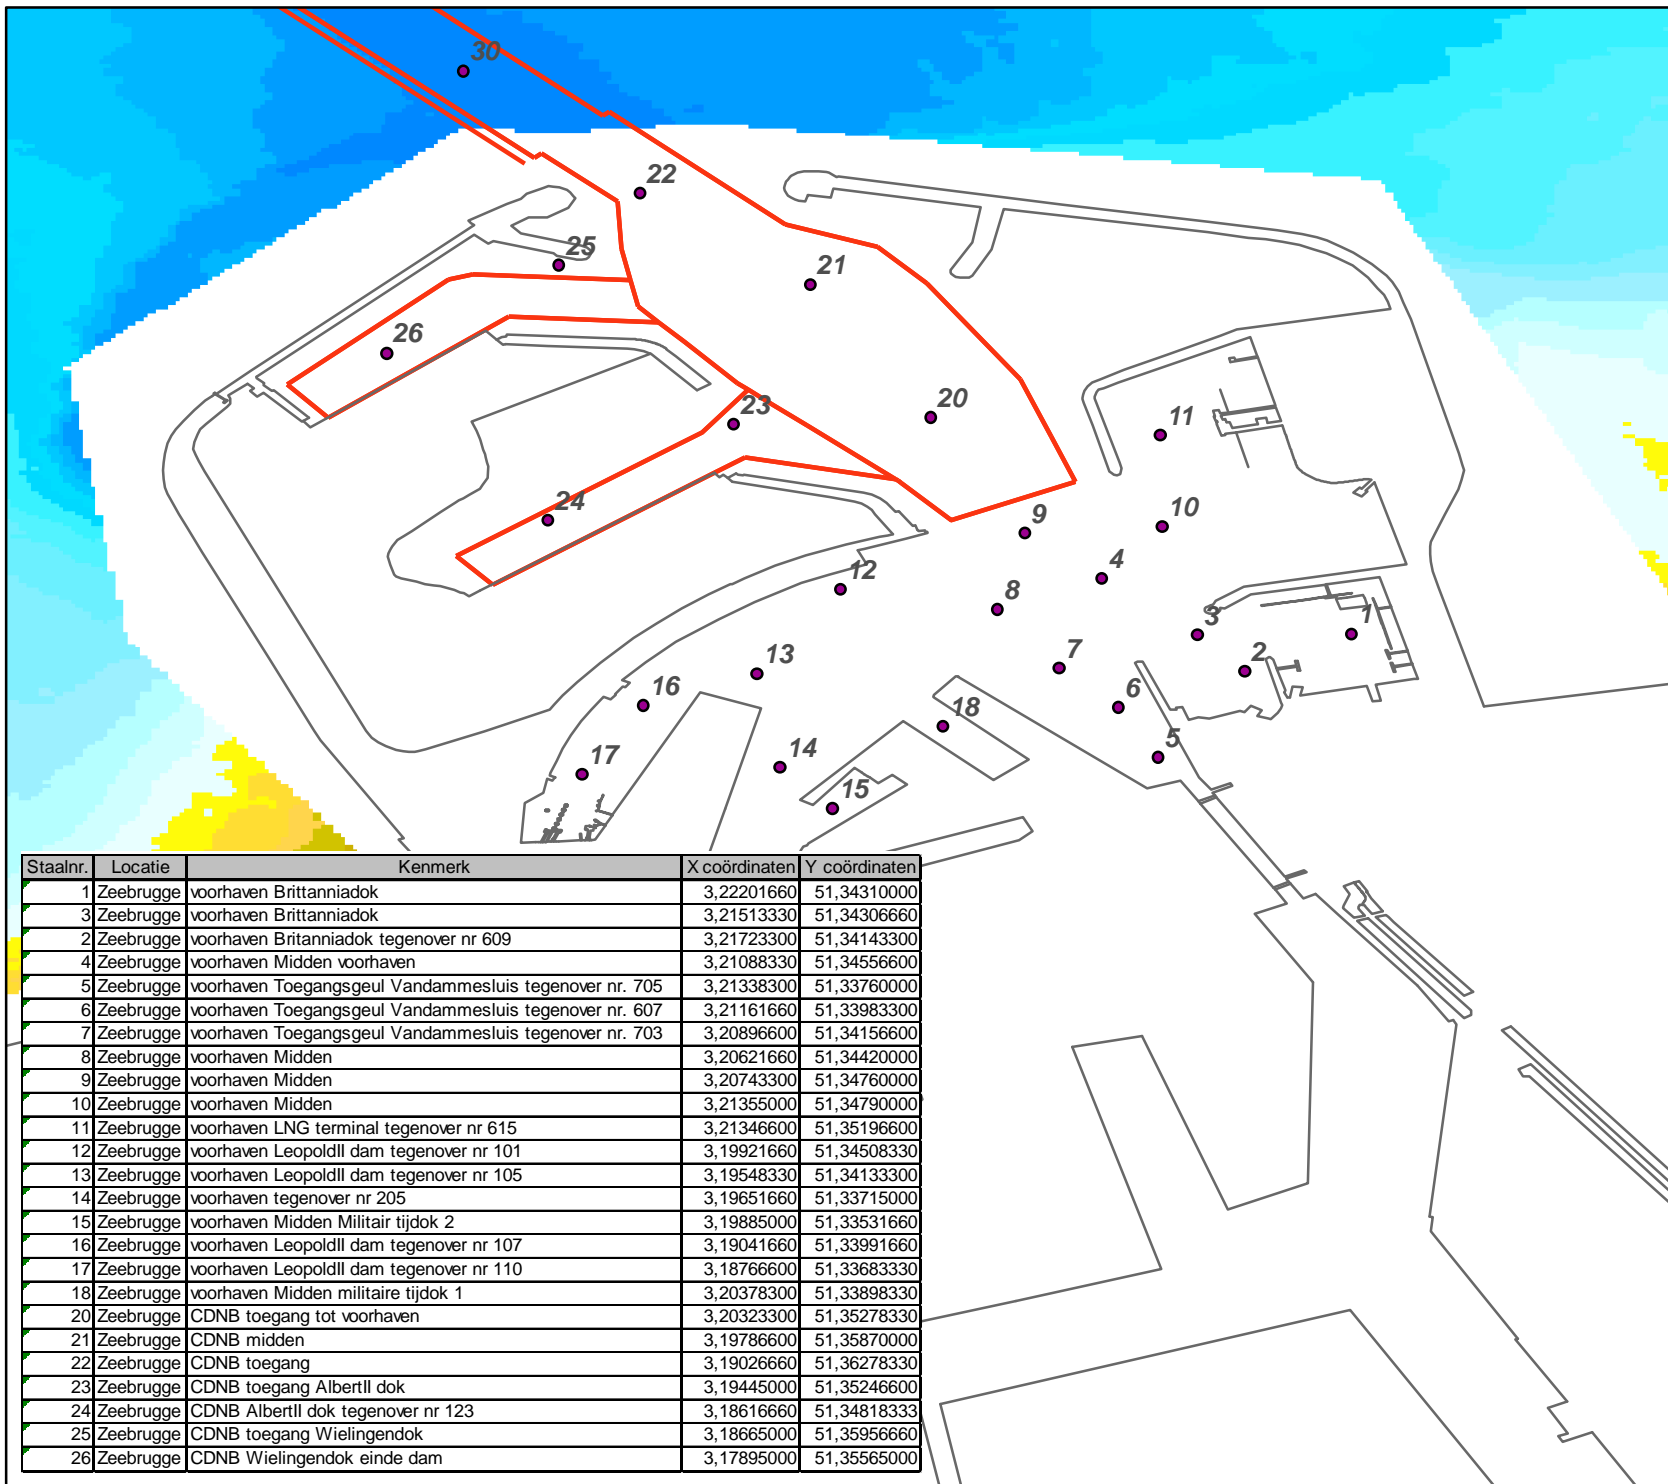 30
22
25
21
26
23
20
11
24
9
10
12
4
8
3
1
13
7
2
16
6
18
5
17
14
15
Staalnr. Locatie Kenmerk X coördinaten Y coördinaten
1 Zeebrugge voorhaven Brittanniadok 3,22201660 51,34310000
3 Zeebrugge voorhaven Brittanniadok 3,21513330 51,34306660
2 Zeebrugge voorhaven Britanniadok tegenover nr 609 3,21723300 51,34143300
4 Zeebrugge voorhaven Midden voorhaven 3,21088330 51,34556600
5 Zeebrugge voorhaven Toegangsgeul Vandammesluis tegenover nr. 705 3,21338300 51,33760000
6 Zeebrugge voorhaven Toegangsgeul Vandammesluis tegenover nr. 607 3,21161660 51,33983300
7 Zeebrugge voorhaven Toegangsgeul Vandammesluis tegenover nr. 703 3,20896600 51,34156600
8 Zeebrugge voorhaven Midden 3,20621660 51,34420000
9 Zeebrugge voorhaven Midden 3,20743300 51,34760000
10 Zeebrugge voorhaven Midden 3,21355000 51,34790000
11 Zeebrugge voorhaven LNG terminal tegenover nr 615 3,21346600 51,35196600
12 Zeebrugge voorhaven LeopoldII dam tegenover nr 101 3,19921660 51,34508330
13 Zeebrugge voorhaven LeopoldII dam tegenover nr 105 3,19548330 51,34133300
14 Zeebrugge voorhaven tegenover nr 205 3,19651660 51,33715000
15 Zeebrugge voorhaven Midden Militair tijdok 2 3,19885000 51,33531660
16 Zeebrugge voorhaven LeopoldII dam tegenover nr 107 3,19041660 51,33991660
17 Zeebrugge voorhaven LeopoldII dam tegenover nr 110 3,18766600 51,33683330
18 Zeebrugge voorhaven Midden militaire tijdok 1 3,20378300 51,33898330
20 Zeebrugge CDNB toegang tot voorhaven 3,20323300 51,35278330
21 Zeebrugge CDNB midden 3,19786600 51,35870000
22 Zeebrugge CDNB toegang 3,19026660 51,36278330
23 Zeebrugge CDNB toegang AlbertII dok 3,19445000 51,35246600
24 Zeebrugge CDNB AlbertII dok tegenover nr 123 3,18616660 51,34818333
25 Zeebrugge CDNB toegang Wielingendok 3,18665000 51,35956660
26 Zeebrugge CDNB Wielingendok einde dam 3,17895000 51,35565000